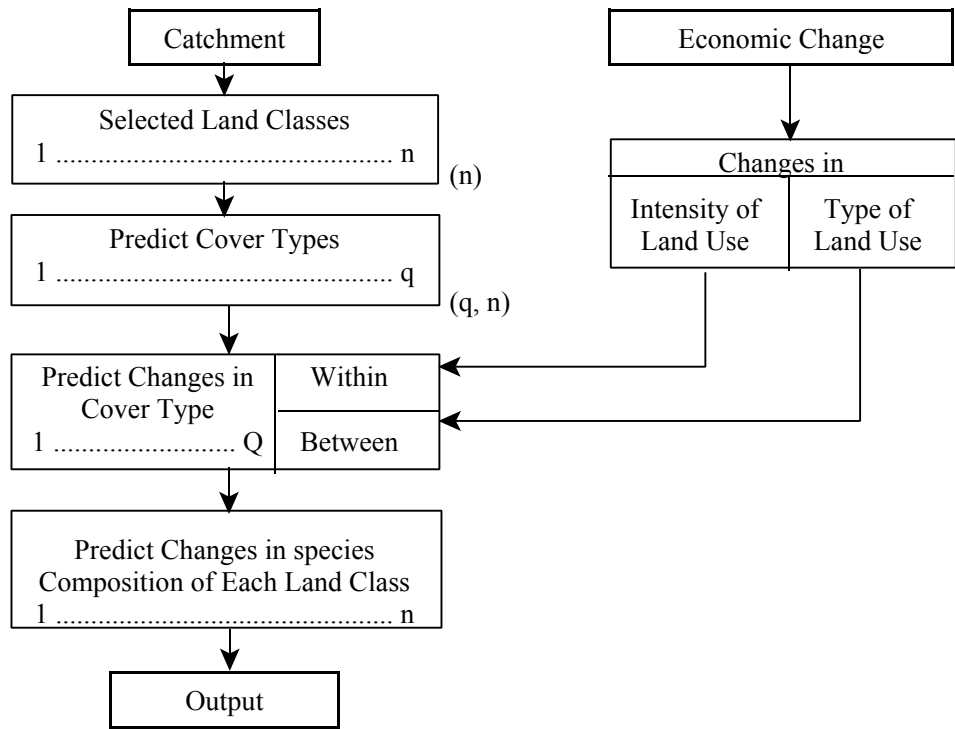 Catchment
Economic Change
Selected Land Classes
1 ............................................... n
(n)
Changes in
Intensity of
Land Use
Type of
Land Use
Predict Cover Types
1 ............................................... q
(q, n)
Predict Changes in
Cover Type
1 ......................... Q
Within
Between
Predict Changes in species
Composition of Each Land Class
1 ............................................... n
Output